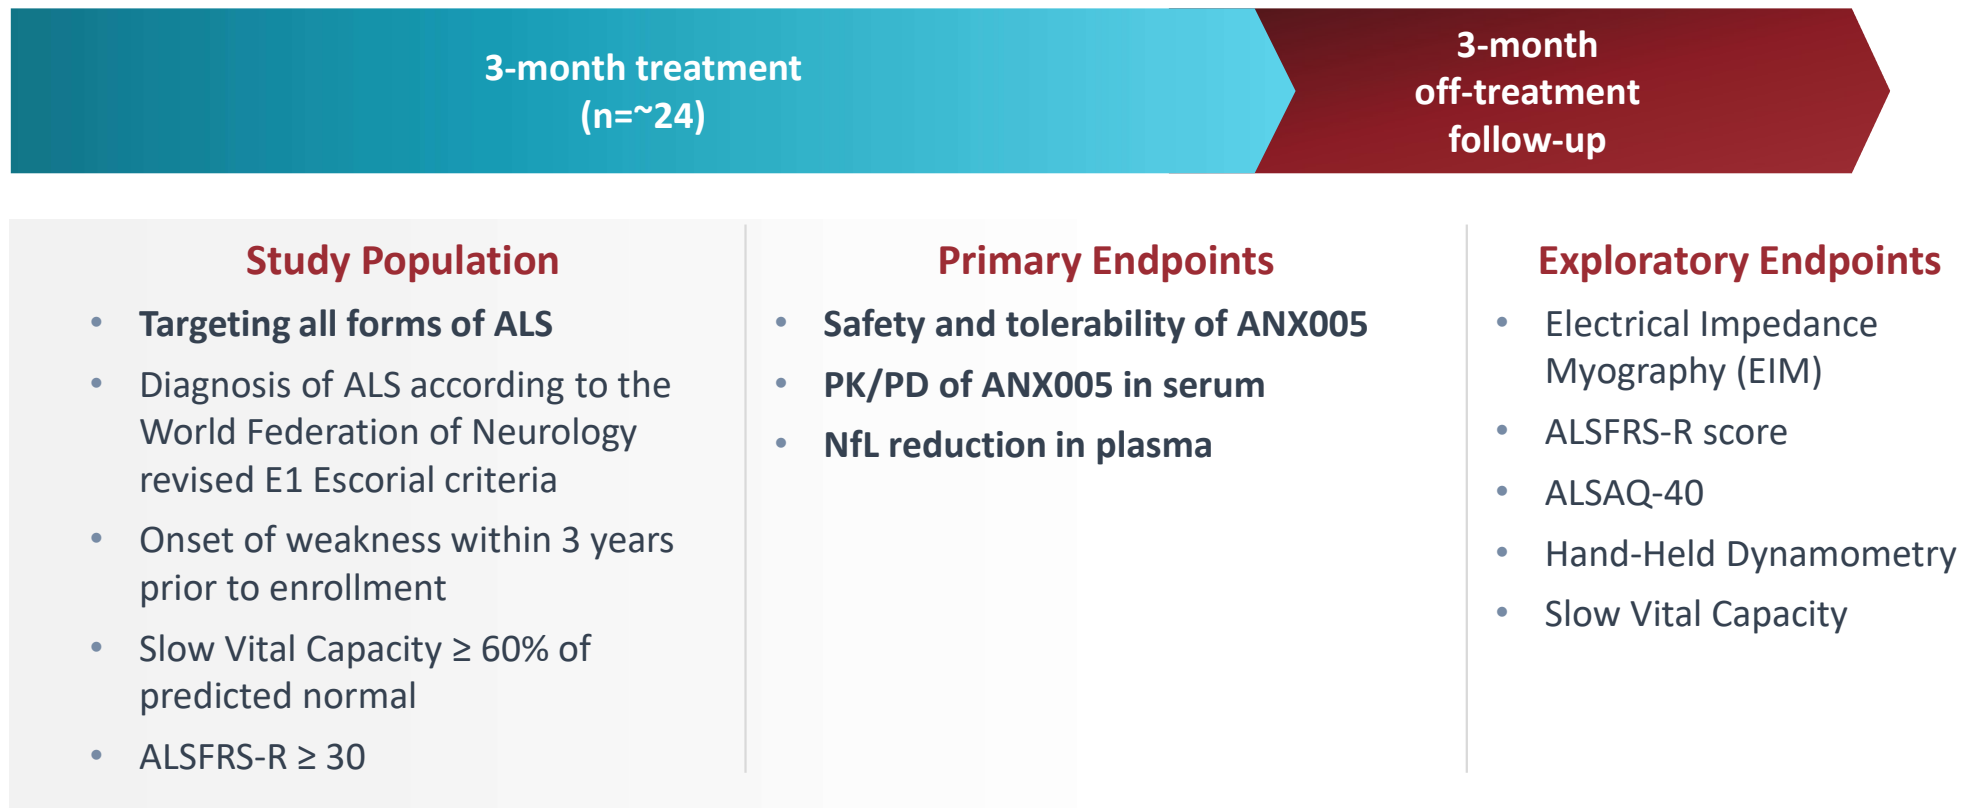 3-month treatment
(n=~24)
3-month
off-treatment
follow-up
Study Population
• Targeting all forms of ALS
• Diagnosis of ALS according to the
World Federation of Neurology
revised E1 Escorial criteria
• Onset of weakness within 3 years
prior to enrollment
• Slow Vital Capacity ≥ 60% of
predicted normal
• ALSFRS-R ≥ 30
Primary Endpoints
• Safety and tolerability of ANX005
• PK/PD of ANX005 in serum
• NfL reduction in plasma
Exploratory Endpoints
• Electrical Impedance
Myography (EIM)
• ALSFRS-R score
• ALSAQ-40
• Hand-Held Dynamometry
• Slow Vital Capacity